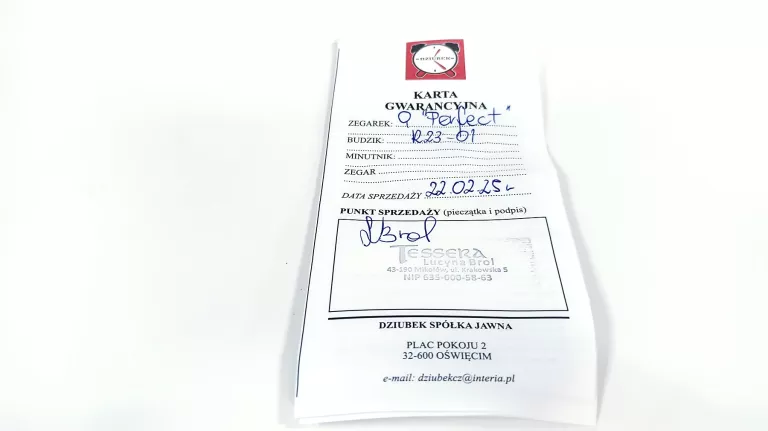 DZIUBEK
KARTA
GWARANCYJNA
ZEGAREK: Q "Perfect"
BUDZIK: R23-01
MINUTNIK:
ZEGAR
DATA SPRZEDAŻY 22.02.25r
PUNKT SPRZEDAŻY (pieczątka i podpis)
LBrol
TESSERA
Lucyna Brol
43-190 Mikołów, ul. Krakowska 5
NIP 635-000-58-63
DZIUBEK SPÓŁKA JAWNA
PLAC POKOJU 2
32-600 OŚWIĘCIM
e-mail: dziubekcz@interia.pl